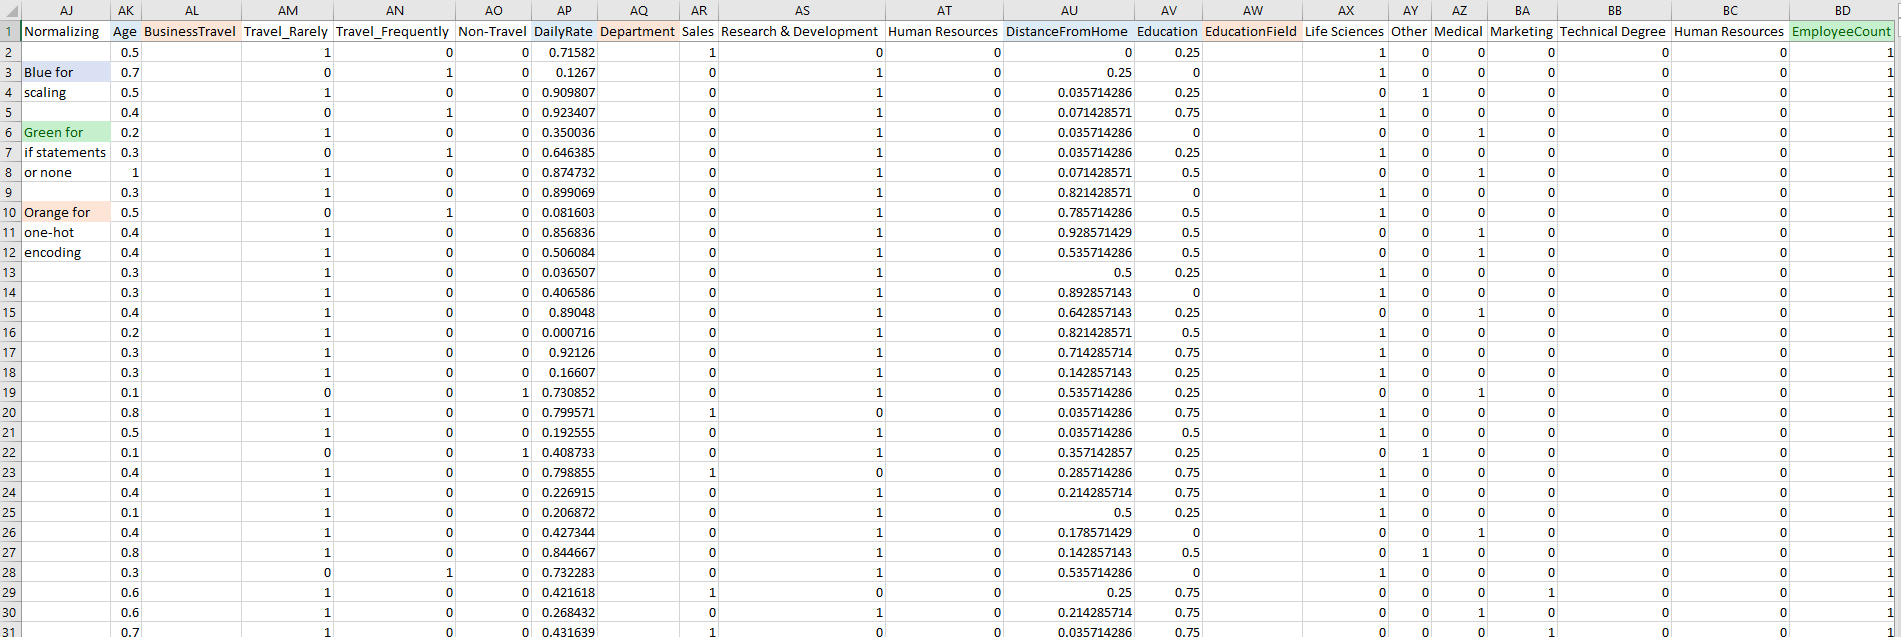 AJ AK AL AM AN AO AP AQ AR AS AT AU AV AW AX AY AZ BA BB BC BD
1 Normalizing Age BusinessTravel Travel_Rarely Travel_Frequently Non-Travel DailyRate Department Sales Research & Development Human Resources DistanceFromHome Education EducationField Life Sciences Other Medical Marketing Technical Degree Human Resources EmployeeCount
2 0.5 1 0 0 0.71582 1 0 0 0 0.25 1 0 0 0 0 0 1
3 Blue for 0.7 0 1 0 0.1267 0 1 0 0.25 0 1 0 0 0 0 0 1
4 scaling 0.5 1 0 0 0.909807 0 1 0 0.035714286 0.25 0 1 0 0 0 0 1
5 0.4 0 1 0 0.923407 0 1 0 0.071428571 0.75 1 0 0 0 0 0 1
6 Green for 0.2 1 0 0 0.350036 0 1 0 0.035714286 0 0 0 1 0 0 0 1
7 if statements 0.3 0 1 0 0.646385 0 1 0 0.035714286 0.25 1 0 0 0 0 0 1
8 or none 1 1 0 0 0.874732 0 1 0 0.071428571 0.5 0 0 1 0 0 0 1
9 0.3 1 0 0 0.899069 0 1 0 0.821428571 0 1 0 0 0 0 0 1
10 Orange for 0.5 0 1 0 0.081603 0 1 0 0.785714286 0.5 1 0 0 0 0 0 1
11 one-hot 0.4 1 0 0 0.856836 0 1 0 0.928571429 0.5 0 0 1 0 0 0 1
12 encoding 0.4 1 0 0 0.506084 0 1 0 0.535714286 0.5 0 0 1 0 0 0 1
13 0.3 1 0 0 0.036507 0 1 0 0.5 0.25 1 0 0 0 0 0 1
14 0.3 1 0 0 0.406586 0 1 0 0.892857143 0 1 0 0 0 0 0 1
15 0.4 1 0 0 0.89048 0 1 0 0.642857143 0.25 0 0 1 0 0 0 1
16 0.2 1 0 0 0.000716 0 1 0 0.821428571 0.5 1 0 0 0 0 0 1
17 0.3 1 0 0 0.92126 0 1 0 0.714285714 0.75 1 0 0 0 0 0 1
18 0.3 1 0 0 0.16607 0 1 0 0.142857143 0.25 1 0 0 0 0 0 1
19 0.1 0 0 1 0.730852 0 1 0 0.535714286 0.25 0 0 1 0 0 0 1
20 0.8 1 0 0 0.799571 1 0 0 0.035714286 0.75 1 0 0 0 0 0 1
21 0.5 1 0 0 0.192555 0 1 0 0.035714286 0.5 1 0 0 0 0 0 1
22 0.1 0 0 1 0.408733 0 1 0 0.357142857 0.25 0 1 0 0 0 0 1
23 0.4 1 0 0 0.798855 1 0 0 0.285714286 0.75 1 0 0 0 0 0 1
24 0.4 1 0 0 0.226915 0 1 0 0.214285714 0.75 1 0 0 0 0 0 1
25 0.1 1 0 0 0.206872 0 1 0 0.5 0.25 1 0 0 0 0 0 1
26 0.4 1 0 0 0.427344 0 1 0 0.178571429 0 0 0 1 0 0 0 1
27 0.8 1 0 0 0.844667 0 1 0 0.142857143 0.5 0 1 0 0 0 0 1
28 0.3 0 1 0 0.732283 0 1 0 0.535714286 0 1 0 0 0 0 0 1
29 0.6 1 0 0 0.421618 1 0 0 0.25 0.75 0 0 0 1 0 0 1
30 0.6 1 0 0 0.268432 0 1 0 0.214285714 0.75 0 0 1 0 0 0 1
31 0.7 1 0 0 0.431639 1 0 0 0.035714286 0.75 0 0 0 1 0 0 1